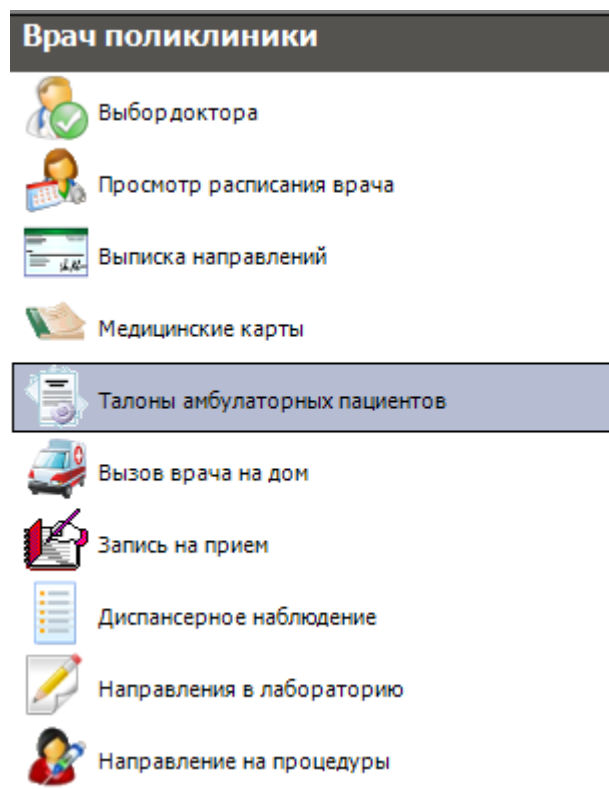 Врач поликлиники
Выбор доктора
Просмотр расписания врача
Выписка направлений
Медицинские карты
Талоны амбулаторных пациентов
Вызов врача на дом
Запись на прием
Диспансерное наблюдение
Направления в лабораторию
Направление на процедуры